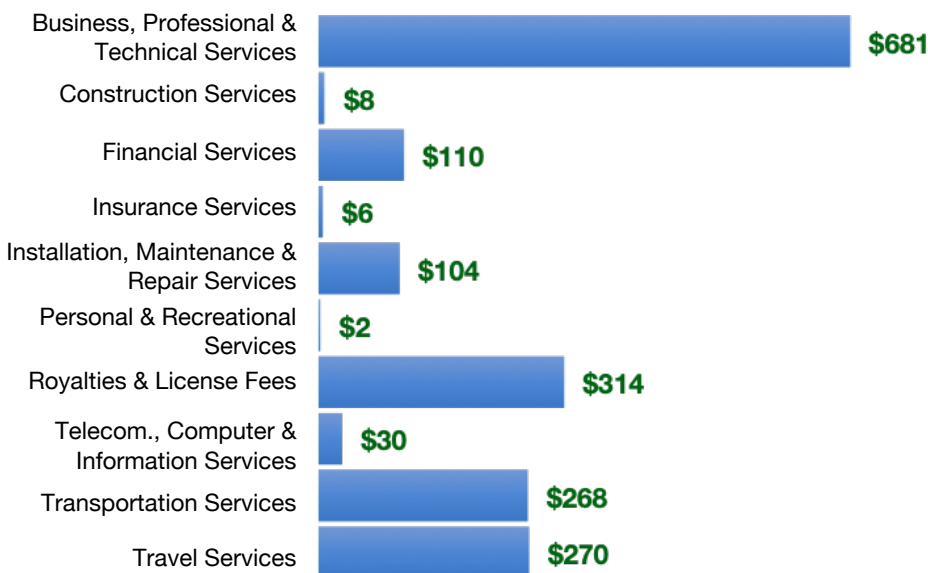 Business, Professional &
Technical Services
$681
Construction Services
$8
Financial Services
$110
Insurance Services
$6
Installation, Maintenance &
Repair Services
$104
Personal & Recreational
Services
$2
Royalties & License Fees
$314
Telecom., Computer &
Information Services
$30
Transportation Services
$268
Travel Services
$270